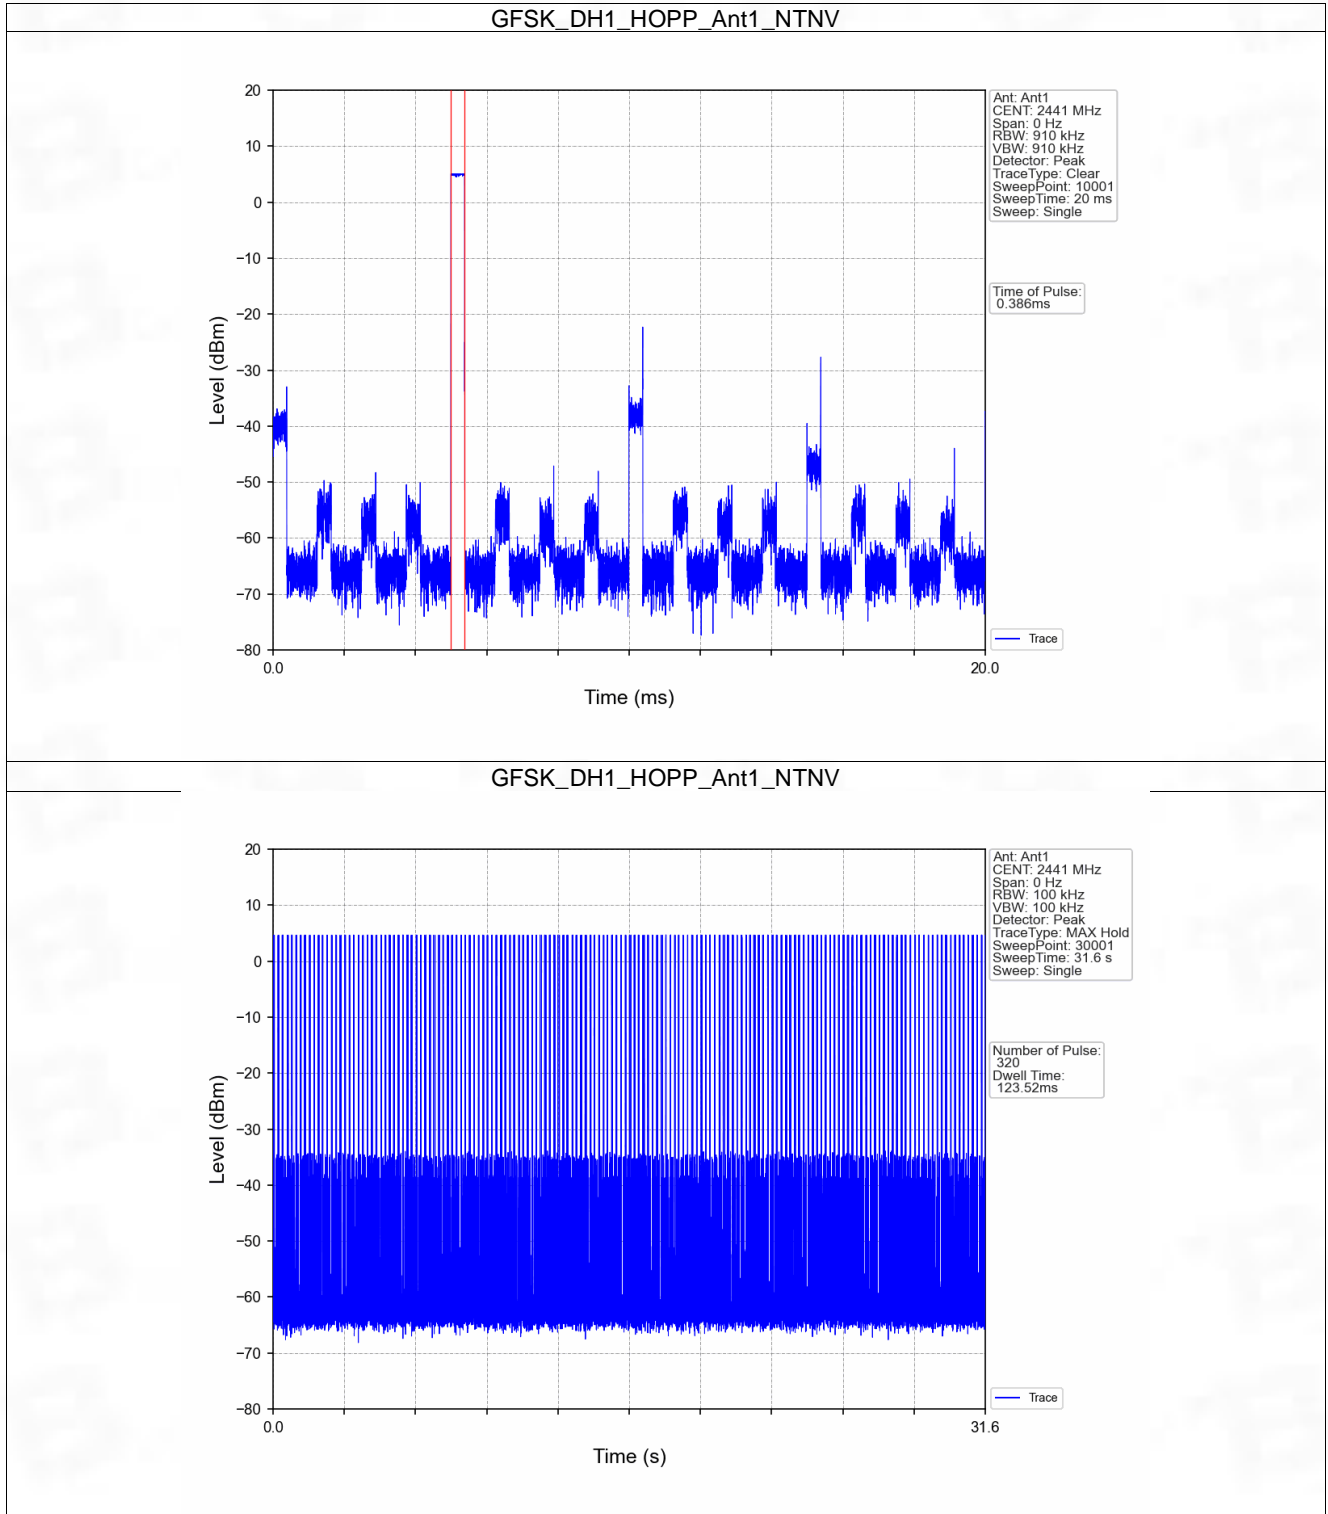 GFSK_DH1_HOPP_Ant1_NTNV
20
10
0
−10
−20
−30
−40
−50
−60
−70
−80
Level (dBm)
0.0
20.0
Time (ms)
Ant: Ant1
CENT: 2441 MHz
Span: 0 Hz
RBW: 910 kHz
VBW: 910 kHz
Detector: Peak
TraceType: Clear
SweepPoint: 10001
SweepTime: 20 ms
Sweep: Single
Time of Pulse:
0.386ms
Trace
GFSK_DH1_HOPP_Ant1_NTNV
20
10
0
−10
−20
−30
−40
−50
−60
−70
−80
Level (dBm)
0.0
31.6
Time (s)
Ant: Ant1
CENT: 2441 MHz
Span: 0 Hz
RBW: 100 kHz
VBW: 100 kHz
Detector: Peak
TraceType: MAX Hold
SweepPoint: 30001
SweepTime: 31.6 s
Sweep: Single
Number of Pulse:
320
Dwell Time:
123.52ms
Trace